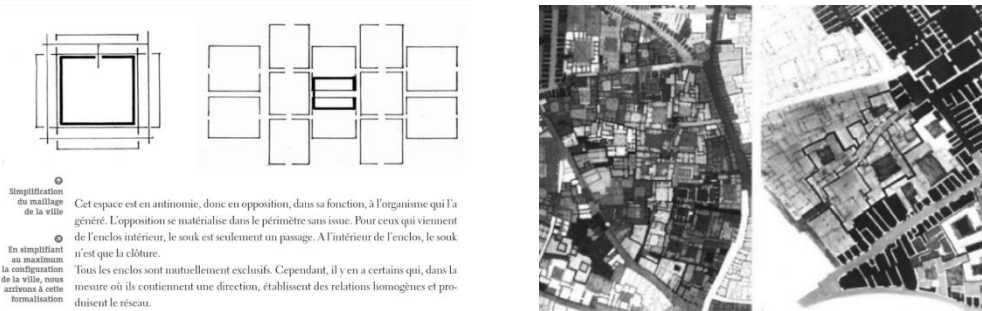 Simplification
du maillage
de la ville
En simplifiant
au maximum
la configuration
de la ville, nous
arrivons à cette
formalisation
Cet espace est en antinomie, donc en opposition, dans sa fonction, à l'organisme qui l'a
généré. L'opposition se matérialise dans le périmètre sans issue. Pour ceux qui viennent
de l'enclos intérieur, le souk est seulement un passage. A l'intérieur de l'enclos, le souk
n'est que la clôture.
Tous les enclos sont mutuellement exclusifs. Cependant, il y en a certains qui, dans la
mesure où ils contiennent une direction, établissent des relations homogènes et pro-
duisent le réseau.